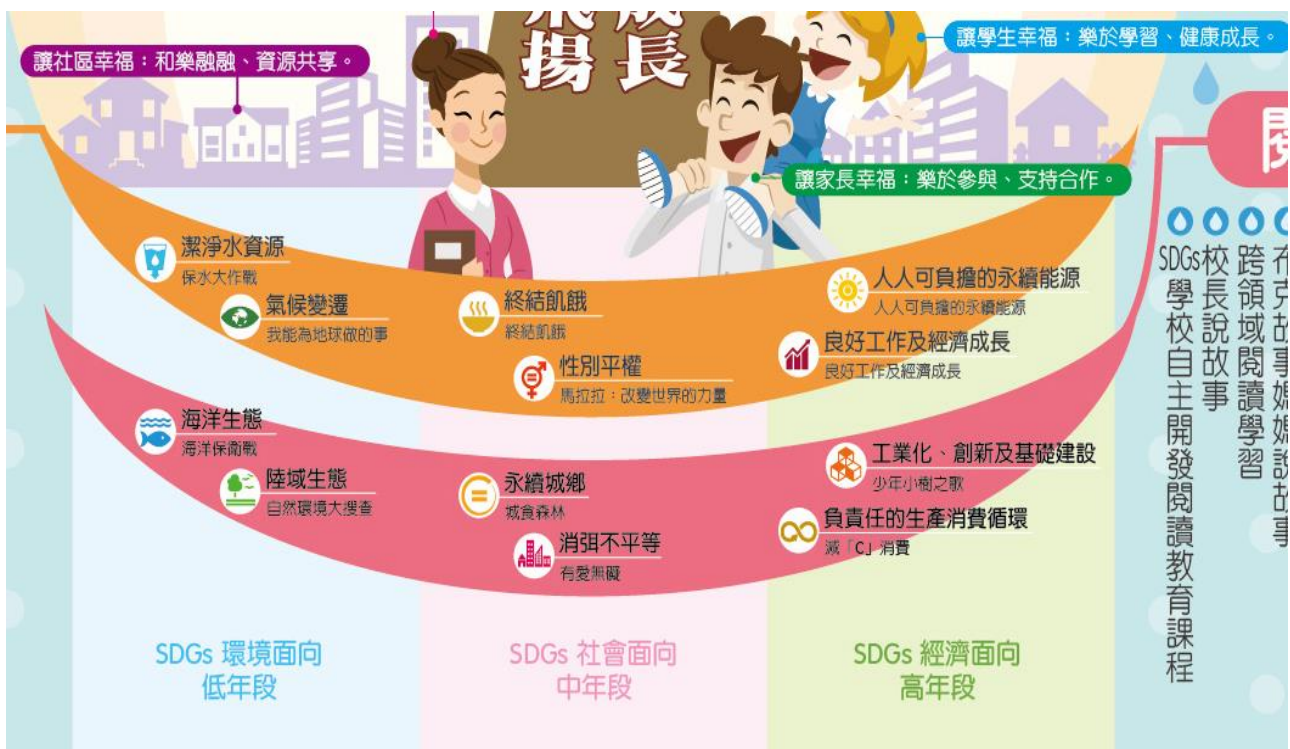 飛揚
成長
讓社區幸福：和樂融融、資源共享。
讓學生幸福：樂於學習、健康成長。
讓家長幸福：樂於參與、支持合作。
潔淨水資源
保水大作戰
氣候變遷
我能為地球做的事
終結飢餓
終結飢餓
性別平權
馬拉拉：改變世界的力量
人人可負擔的永續能源
人人可負擔的永續能源
良好工作及經濟成長
良好工作及經濟成長
海洋生態
海洋保衛戰
陸域生態
自然環境大搜查
永續城鄉
城食森林
消弭不平等
有愛無礙
工業化、創新及基礎建設
少年小樹之歌
負責任的生產消費循環
減「C」消費
SDGs 環境面向
低年段
SDGs 社會面向
中年段
SDGs 經濟面向
高年段
布克故事媽媽說故事
跨領域閱讀學習
校長說故事
SDGs學校自主開發閱讀教育課程